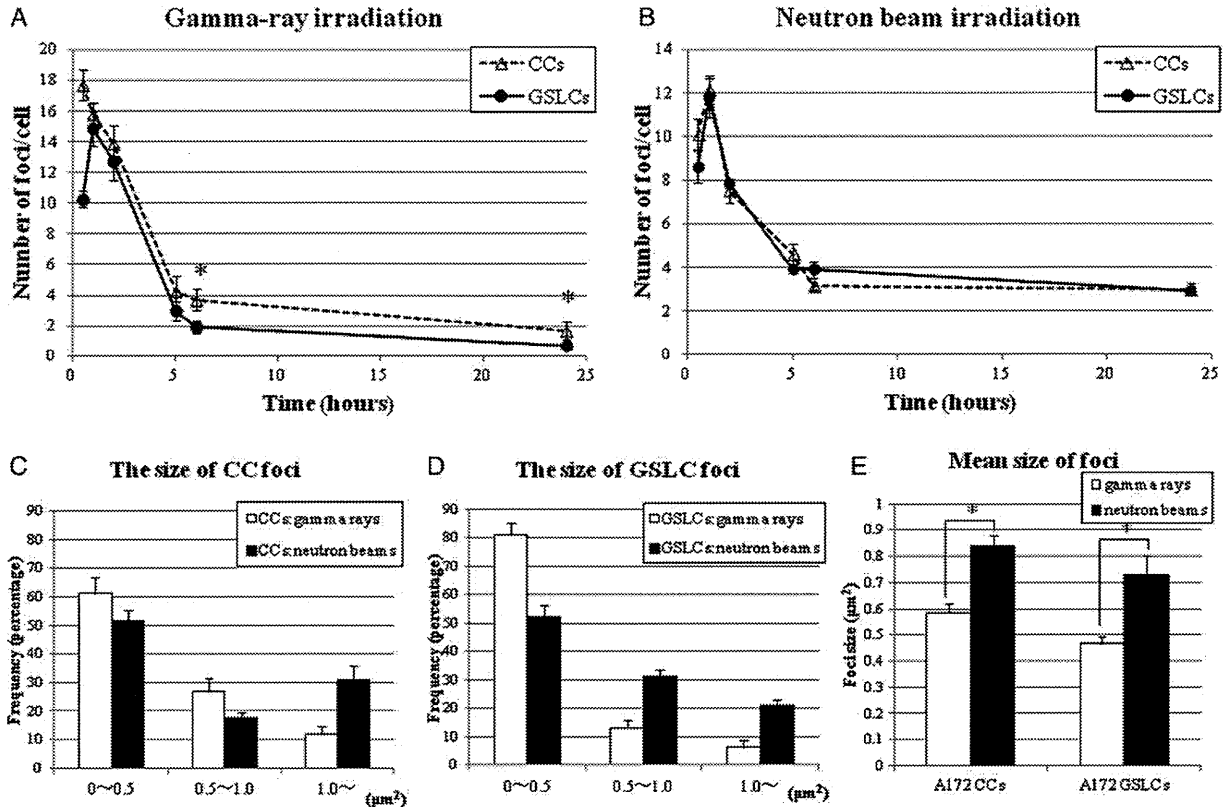 A
Gamma-ray irradiation
Number of foci/cell
20
18
16
14
12
10
8
6
4
2
0
CCs
GSLCs
*
*
0
5
10
15
20
25
Time (hours)
B
Neutron beam irradiation
Number of foci/cell
14
12
10
8
6
4
2
0
CCs
GSLCs
0
5
10
15
20
25
Time (hours)
C
The size of CC foci
Frequency (percentage)
90
80
70
60
50
40
30
20
10
0
CCs:gamma rays
CCs:neutron beams
0~0.5
0.5~1.0
1.0~
(μm²)
D
The size of GSLC foci
Frequency (percentage)
90
80
70
60
50
40
30
20
10
0
GSLCs:gamma rays
GSLCs:neutron beams
0~0.5
0.5~1.0
1.0~
(μm²)
E
Mean size of foci
Foci size (μm²)
1
0.9
0.8
0.7
0.6
0.5
0.4
0.3
0.2
0.1
0
gamma rays
neutron beams
*
*
A172 CCs
A172 GSLCs